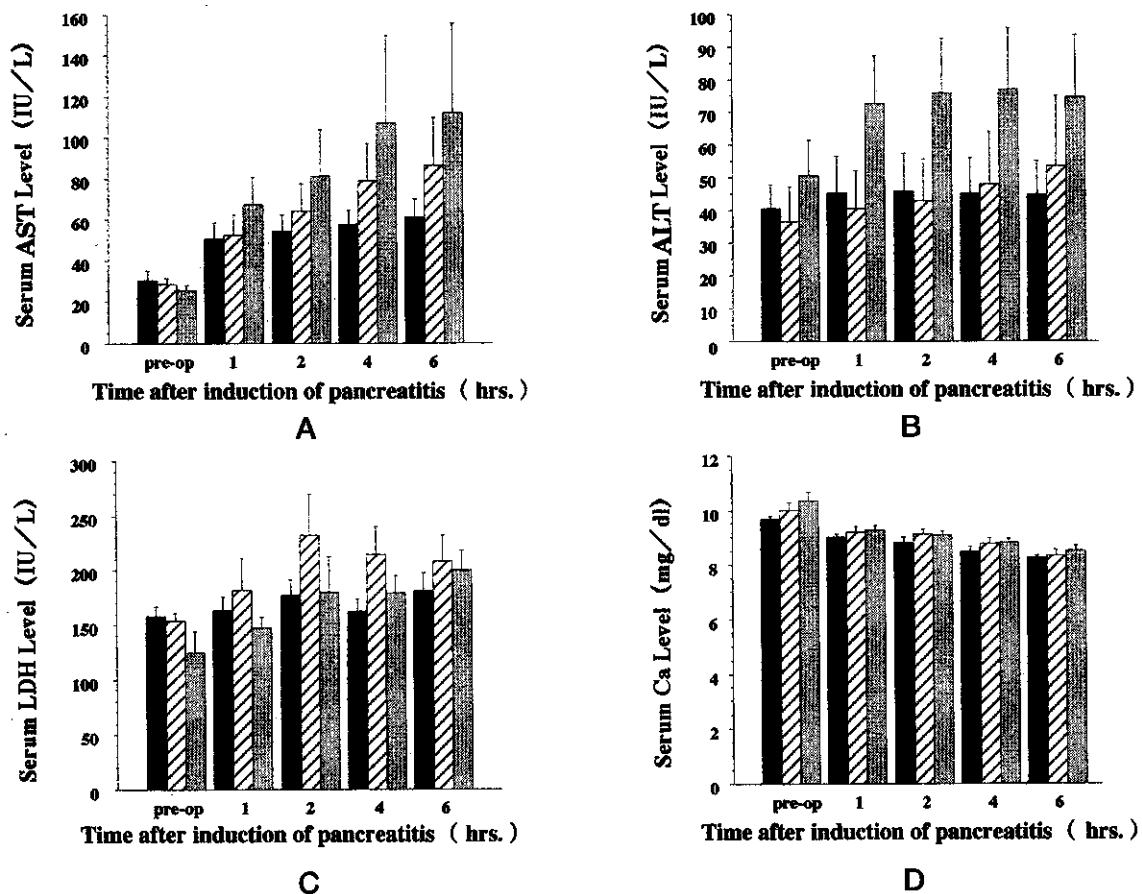 Serum AST Level (IU/L)
160
140
120
100
80
60
40
20
0
pre-op 1 2 4 6
Time after induction of pancreatitis ( hrs.)
A
Serum ALT Level (IU/L)
100
90
80
70
60
50
40
30
20
10
0
pre-op 1 2 4 6
Time after induction of pancreatitis ( hrs.)
B
Serum LDH Level (IU/L)
300
250
200
150
100
50
0
pre-op 1 2 4 6
Time after induction of pancreatitis ( hrs.)
C
Serum Ca Level (mg/dl)
12
10
8
6
4
2
0
pre-op 1 2 4 6
Time after induction of pancreatitis ( hrs.)
D